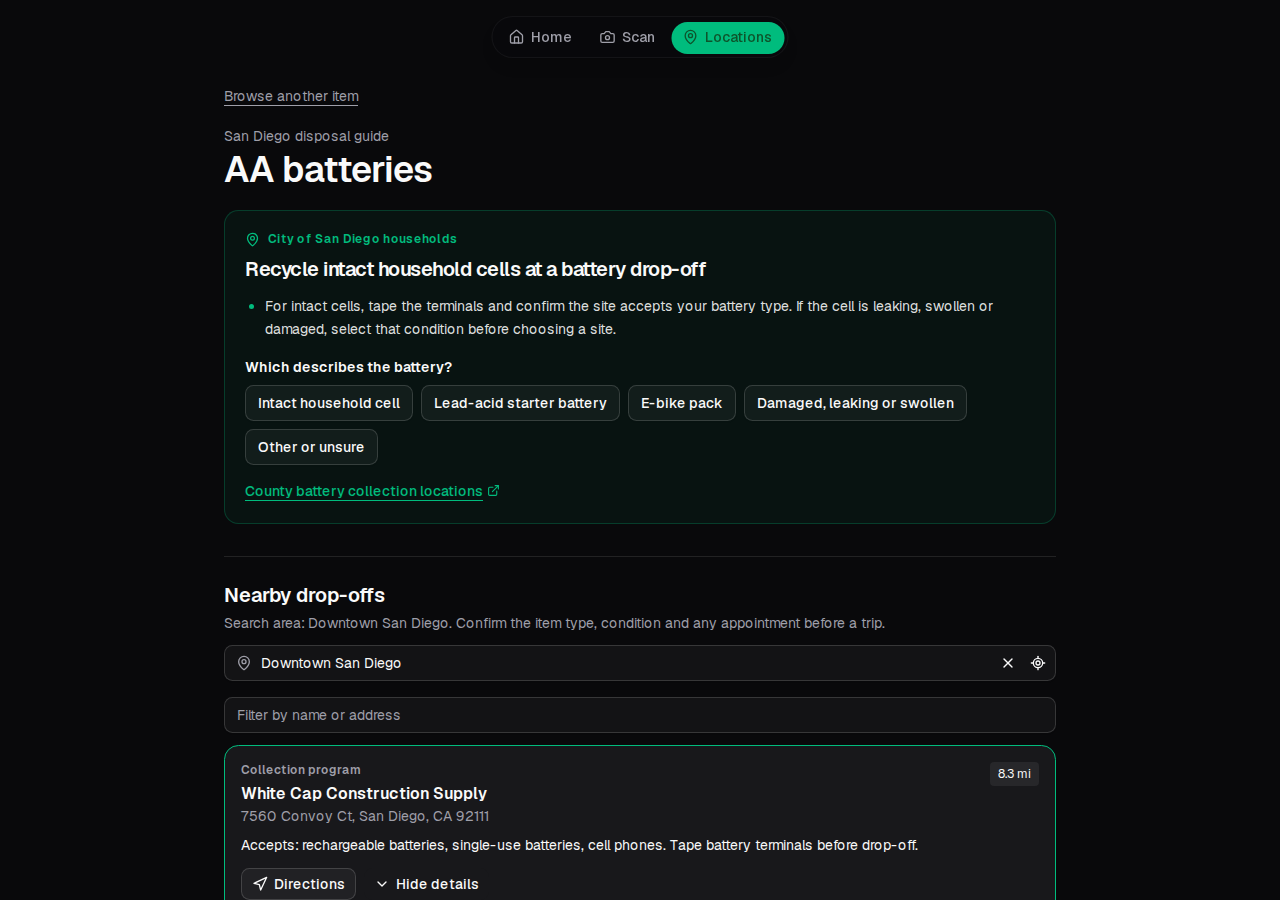 Home
Scan
Locations
Browse another item
San Diego disposal guide
AA batteries
City of San Diego households
Recycle intact household cells at a battery drop-off
For intact cells, tape the terminals and confirm the site accepts your battery type. If the cell is leaking, swollen or
damaged, select that condition before choosing a site.
Which describes the battery?
Intact household cell
Lead-acid starter battery
E-bike pack
Damaged, leaking or swollen
Other or unsure
County battery collection locations
Nearby drop-offs
Search area: Downtown San Diego. Confirm the item type, condition and any appointment before a trip.
Downtown San Diego
Filter by name or address
Collection program
8.3 mi
White Cap Construction Supply
7560 Convoy Ct, San Diego, CA 92111
Accepts: rechargeable batteries, single-use batteries, cell phones. Tape battery terminals before drop-off.
Directions
Hide details